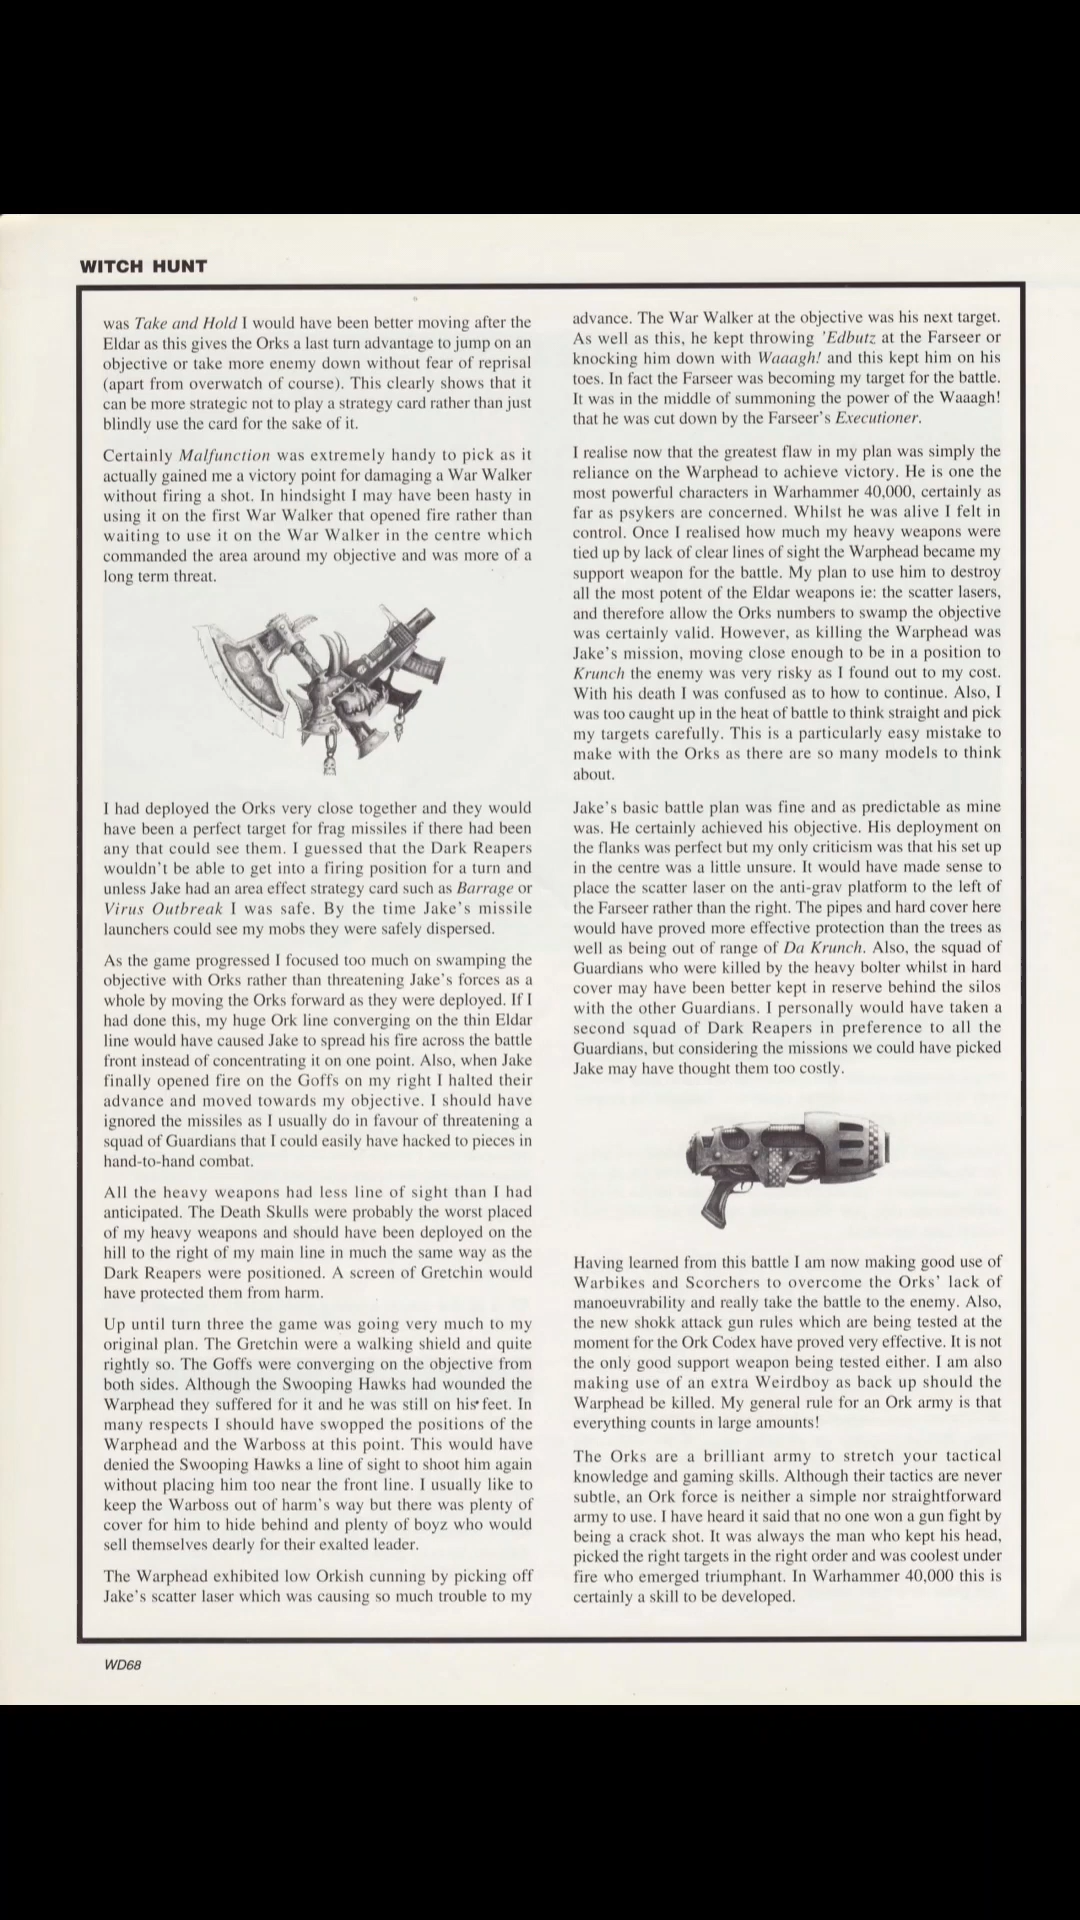 WITCH HUNT
was Take and Hold I would have been better moving after the
Eldar as this gives the Orks a last turn advantage to jump on an
objective or take more enemy down without fear of reprisal
(apart from overwatch of course). This clearly shows that it
can be more strategic not to play a strategy card rather than just
blindly use the card for the sake of it.
Certainly Malfunction was extremely handy to pick as it
actually gained me a victory point for damaging a War Walker
without firing a shot. In hindsight I may have been hasty in
using it on the first War Walker that opened fire rather than
waiting to use it on the War Walker in the centre which
commanded the area around my objective and was more of a
long term threat.
I had deployed the Orks very close together and they would
have been a perfect target for frag missiles if there had been
any that could see them. I guessed that the Dark Reapers
wouldn't be able to get into a firing position for a turn and
unless Jake had an area effect strategy card such as Barrage or
Virus Outbreak I was safe. By the time Jake's missile
launchers could see my mobs they were safely dispersed.
As the game progressed I focused too much on swamping the
objective with Orks rather than threatening Jake's forces as a
whole by moving the Orks forward as they were deployed. If I
had done this, my huge Ork line converging on the thin Eldar
line would have caused Jake to spread his fire across the battle
front instead of concentrating it on one point. Also, when Jake
finally opened fire on the Goffs on my right I halted their
advance and moved towards my objective. I should have
ignored the missiles as I usually do in favour of threatening a
squad of Guardians that I could easily have hacked to pieces in
hand-to-hand combat.
All the heavy weapons had less line of sight than I had
anticipated. The Death Skulls were probably the worst placed
of my heavy weapons and should have been deployed on the
hill to the right of my main line in much the same way as the
Dark Reapers were positioned. A screen of Gretchin would
have protected them from harm.
Up until turn three the game was going very much to my
original plan. The Gretchin were a walking shield and quite
rightly so. The Goffs were converging on the objective from
both sides. Although the Swooping Hawks had wounded the
Warphead they suffered for it and he was still on his feet. In
many respects I should have swopped the positions of the
Warphead and the Warboss at this point. This would have
denied the Swooping Hawks a line of sight to shoot him again
without placing him too near the front line. I usually like to
keep the Warboss out of harm's way but there was plenty of
cover for him to hide behind and plenty of boyz who would
sell themselves dearly for their exalted leader.
The Warphead exhibited low Orkish cunning by picking off
Jake's scatter laser which was causing so much trouble to my
advance. The War Walker at the objective was his next target.
As well as this, he kept throwing 'Edbutz at the Farseer or
knocking him down with Waaagh! and this kept him on his
toes. In fact the Farseer was becoming my target for the battle.
It was in the middle of summoning the power of the Waaagh!
that he was cut down by the Farseer's Executioner.
I realise now that the greatest flaw in my plan was simply the
reliance on the Warphead to achieve victory. He is one the
most powerful characters in Warhammer 40,000, certainly as
far as psykers are concerned. Whilst he was alive I felt in
control. Once I realised how much my heavy weapons were
tied up by lack of clear lines of sight the Warphead became my
support weapon for the battle. My plan to use him to destroy
all the most potent of the Eldar weapons ie: the scatter lasers,
and therefore allow the Orks numbers to swamp the objective
was certainly valid. However, as killing the Warphead was
Jake's mission, moving close enough to be in a position to
Krunch the enemy was very risky as I found out to my cost.
With his death I was confused as to how to continue. Also, I
was too caught up in the heat of battle to think straight and pick
my targets carefully. This is a particularly easy mistake to
make with the Orks as there are so many models to think
about.
Jake's basic battle plan was fine and as predictable as mine
was. He certainly achieved his objective. His deployment on
the flanks was perfect but my only criticism was that his set up
in the centre was a little unsure. It would have made sense to
place the scatter laser on the anti-grav platform to the left of
the Farseer rather than the right. The pipes and hard cover here
would have proved more effective protection than the trees as
well as being out of range of Da Krunch. Also, the squad of
Guardians who were killed by the heavy bolter whilst in hard
cover may have been better kept in reserve behind the silos
with the other Guardians. I personally would have taken a
second squad of Dark Reapers in preference to all the
Guardians, but considering the missions we could have picked
Jake may have thought them too costly.
Having learned from this battle I am now making good use of
Warbikes and Scorchers to overcome the Orks' lack of
manoeuvrability and really take the battle to the enemy. Also,
the new shokk attack gun rules which are being tested at the
moment for the Ork Codex have proved very effective. It is not
the only good support weapon being tested either. I am also
making use of an extra Weirdboy as back up should the
Warphead be killed. My general rule for an Ork army is that
everything counts in large amounts!
The Orks are a brilliant army to stretch your tactical
knowledge and gaming skills. Although their tactics are never
subtle, an Ork force is neither a simple nor straightforward
army to use. I have heard it said that no one won a gun fight by
being a crack shot. It was always the man who kept his head,
picked the right targets in the right order and was coolest under
fire who emerged triumphant. In Warhammer 40,000 this is
certainly a skill to be developed.
WD68